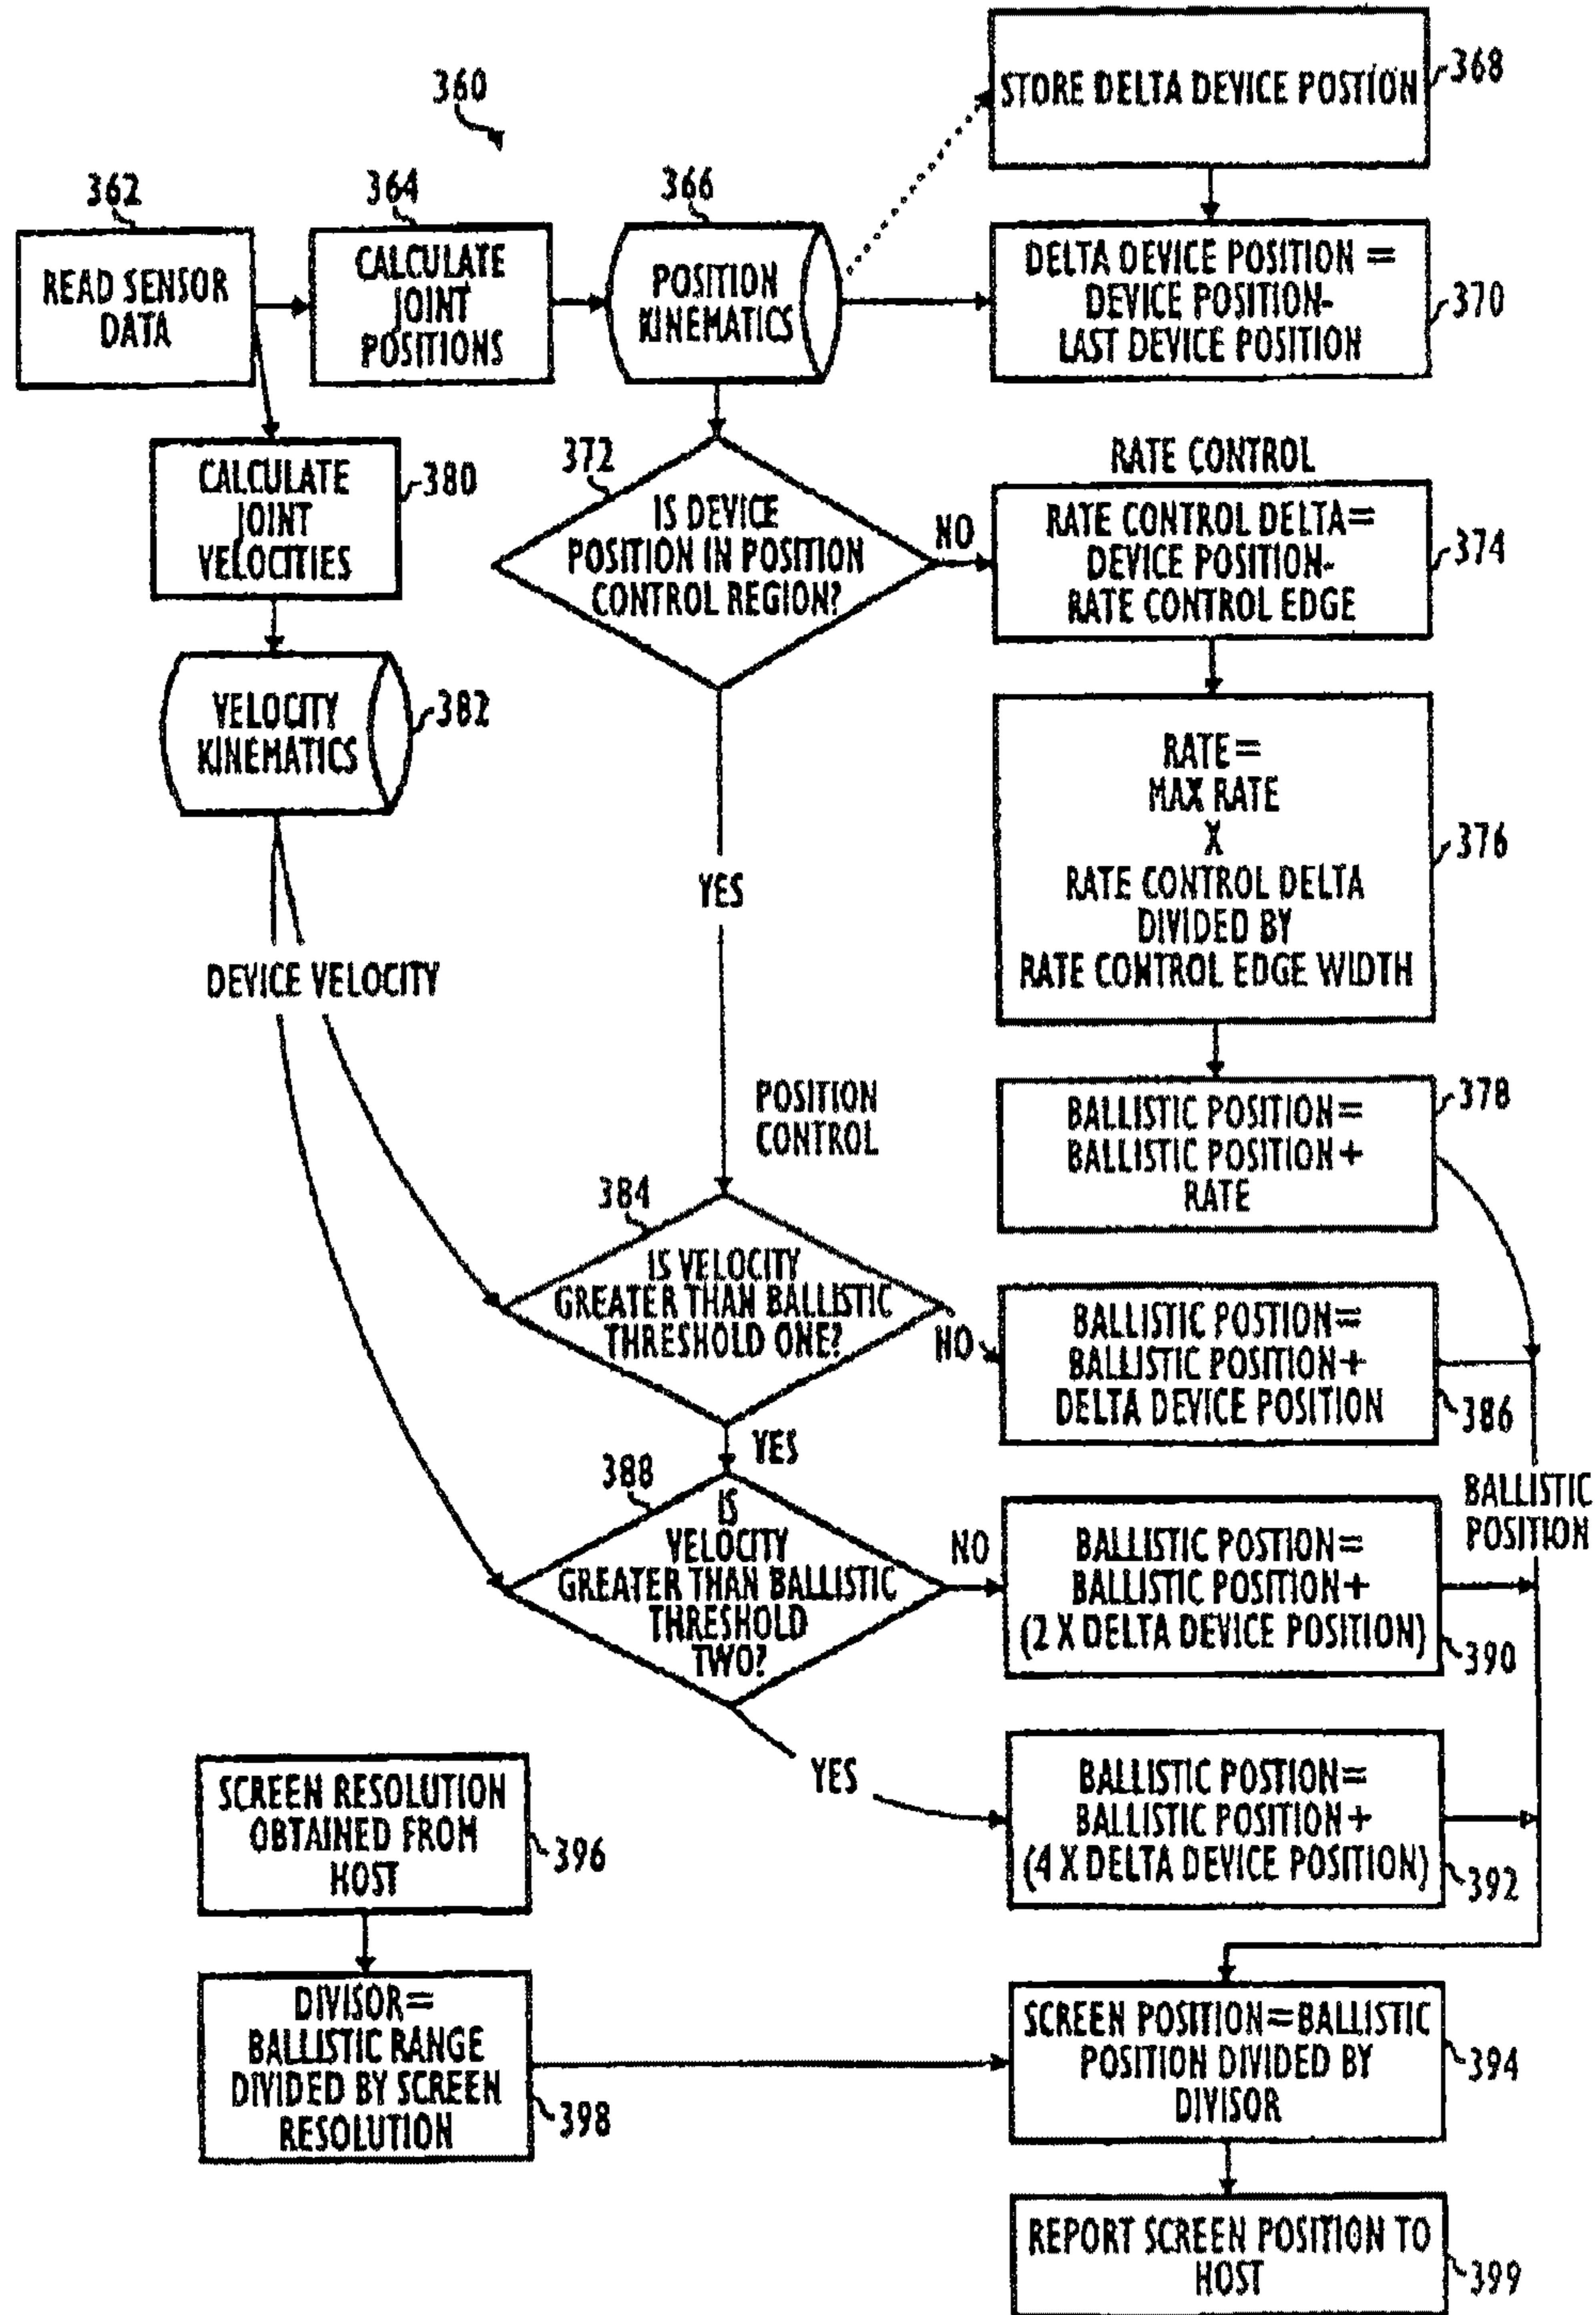 360
STORE DELTA DEVICE POSTION
368
362
READ SENSOR
DATA
364
CALCULATE
JOINT
POSITIONS
366
POSITION
KINEMATICS
DELTA DEVICE POSITION =
DEVICE POSITION-
LAST DEVICE POSITION
370
CALCULATE
JOINT
VELOCITIES
380
372
IS DEVICE
POSITION IN POSITION
CONTROL REGION?
NO
RATE CONTROL
RATE CONTROL DELTA=
DEVICE POSITION-
RATE CONTROL EDGE
374
VELOCITY
KINEMATICS
382
RATE=
MAX RATE
X
RATE CONTROL DELTA
DIVIDED BY
RATE CONTROL EDGE WIDTH
376
YES
DEVICE VELOCITY
POSITION
CONTROL
BALLISTIC POSITION=
BALLISTIC POSITION+
RATE
378
384
IS VELOCITY
GREATER THAN BALLISTIC
THRESHOLD ONE?
NO
BALLISTIC POSTION=
BALLISTIC POSITION+
DELTA DEVICE POSITION
386
YES
388
IS
VELOCITY
GREATER THAN BALLISTIC
THRESHOLD
TWO?
NO
BALLISTIC POSTION=
BALLISTIC POSITION+
(2 X DELTA DEVICE POSITION)
390
BALLISTIC
POSITION
YES
BALLISTIC POSTION=
BALLISTIC POSITION+
(4 X DELTA DEVICE POSITION)
392
SCREEN RESOLUTION
OBTAINED FROM
HOST
396
DIVISOR=
BALLISTIC RANGE
DIVIDED BY SCREEN
RESOLUTION
398
SCREEN POSITION=BALLISTIC
POSITION DIVIDED BY
DIVISOR
394
REPORT SCREEN POSITION TO
HOST
399